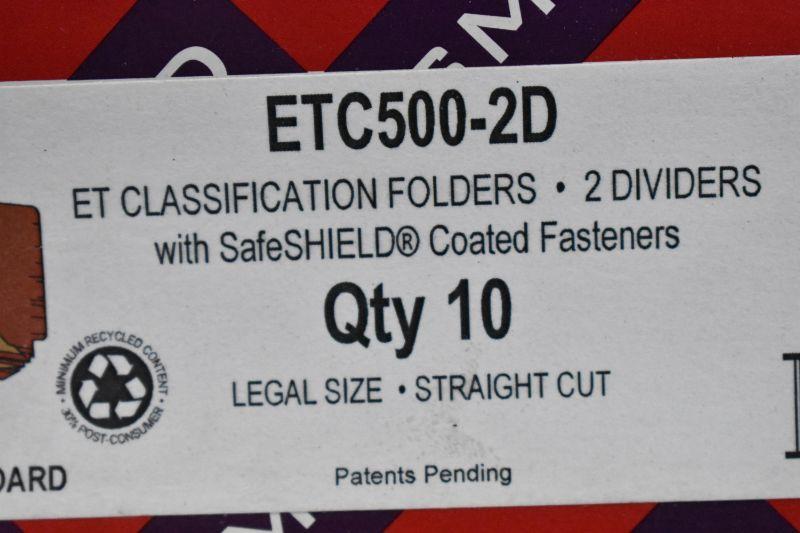 ETC500-2D
ET CLASSIFICATION FOLDERS • 2 DIVIDERS
with SafeSHIELD® Coated Fasteners
Qty 10
MINIMUM RECYCLED CONTENT
30% POST-CONSUMER
LEGAL SIZE • STRAIGHT CUT
Patents Pending